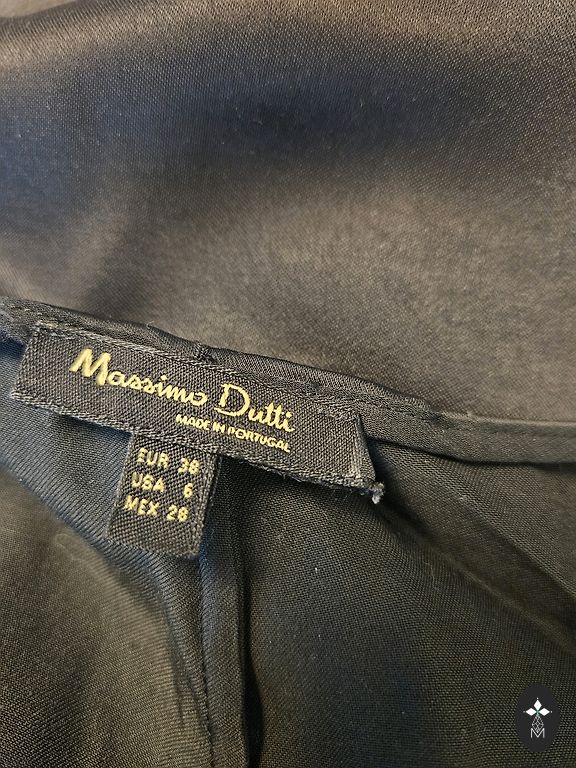 Massimo Dutti
MADE IN PORTUGAL
EUR 38
USA 6
MEX 28
M